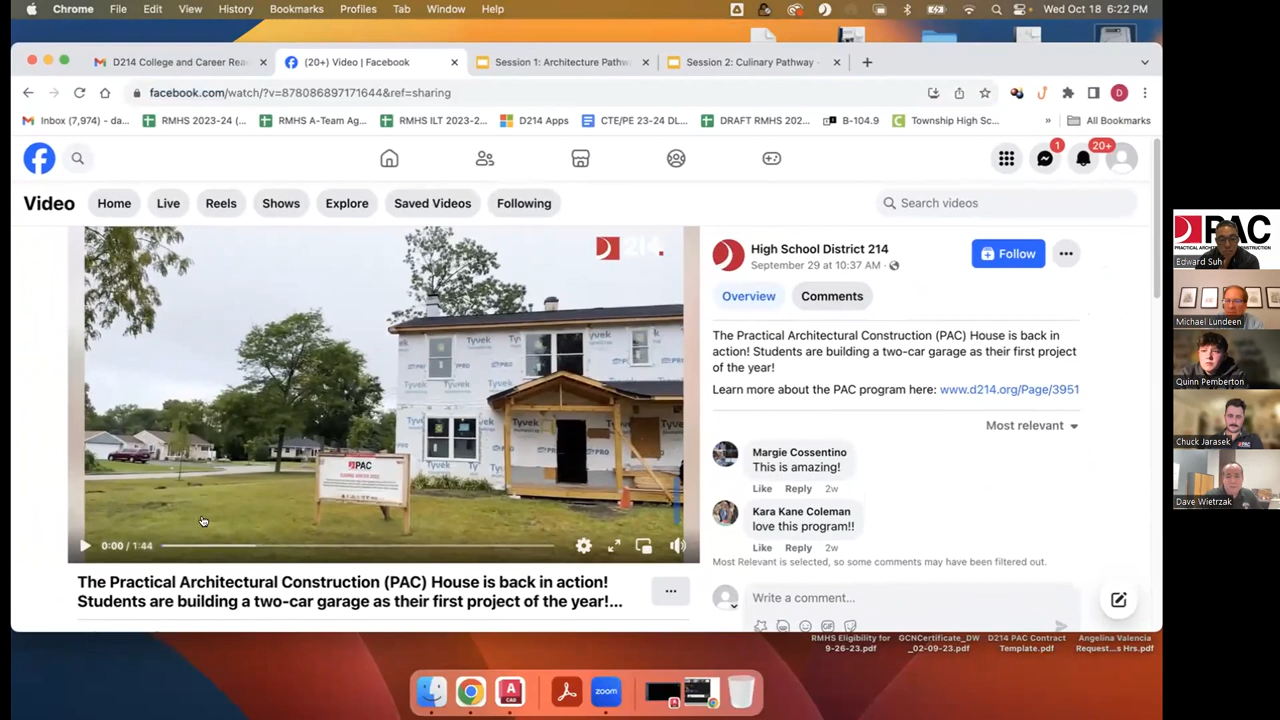 Chrome File Edit View History Bookmarks Profiles Tab Window Help
Wed Oct 18 6:22 PM
D214 College and Career Rea
(20+) Video | Facebook
Session 1: Architecture Pathw
Session 2: Culinary Pathway -
facebook.com/watch/?v=878086897171644&ref=sharing
Inbox (7,974) - da...
RMHS 2023-24 (...
RMHS A-Team Ag...
RMHS ILT 2023-2...
D214 Apps
CTE/PE 23-24 DL...
DRAFT RMHS 202...
B-104.9
Township High Sc...
» All Bookmarks
1
20+
Video
Home
Live
Reels
Shows
Explore
Saved Videos
Following
Search videos
214.
Tyvek
PAC
0:00 / 1:44
The Practical Architectural Construction (PAC) House is back in action!
Students are building a two-car garage as their first project of the year!...
High School District 214
September 29 at 10:37 AM ·
Follow
Overview
Comments
The Practical Architectural Construction (PAC) House is back in
action! Students are building a two-car garage as their first project
of the year!
Learn more about the PAC program here: www.d214.org/Page/3951
Most relevant
Margie Cossentino
This is amazing!
Like Reply 2w
Kara Kane Coleman
love this program!!
Like Reply 2w
Most Relevant is selected, so some comments may have been filtered out.
Write a comment...
GIF
RMHS Eligibility for
9-26-23.pdf
GCNCertificate_DW
_02-09-23.pdf
D214 PAC Contract
Template.pdf
Angelina Valencia
Request...s Hrs.pdf
A
CAD
zoom
PAC
Edward Suh
Michael Lundeen
Quinn Pemberton
Chuck Jarasek
Dave Wietrzak